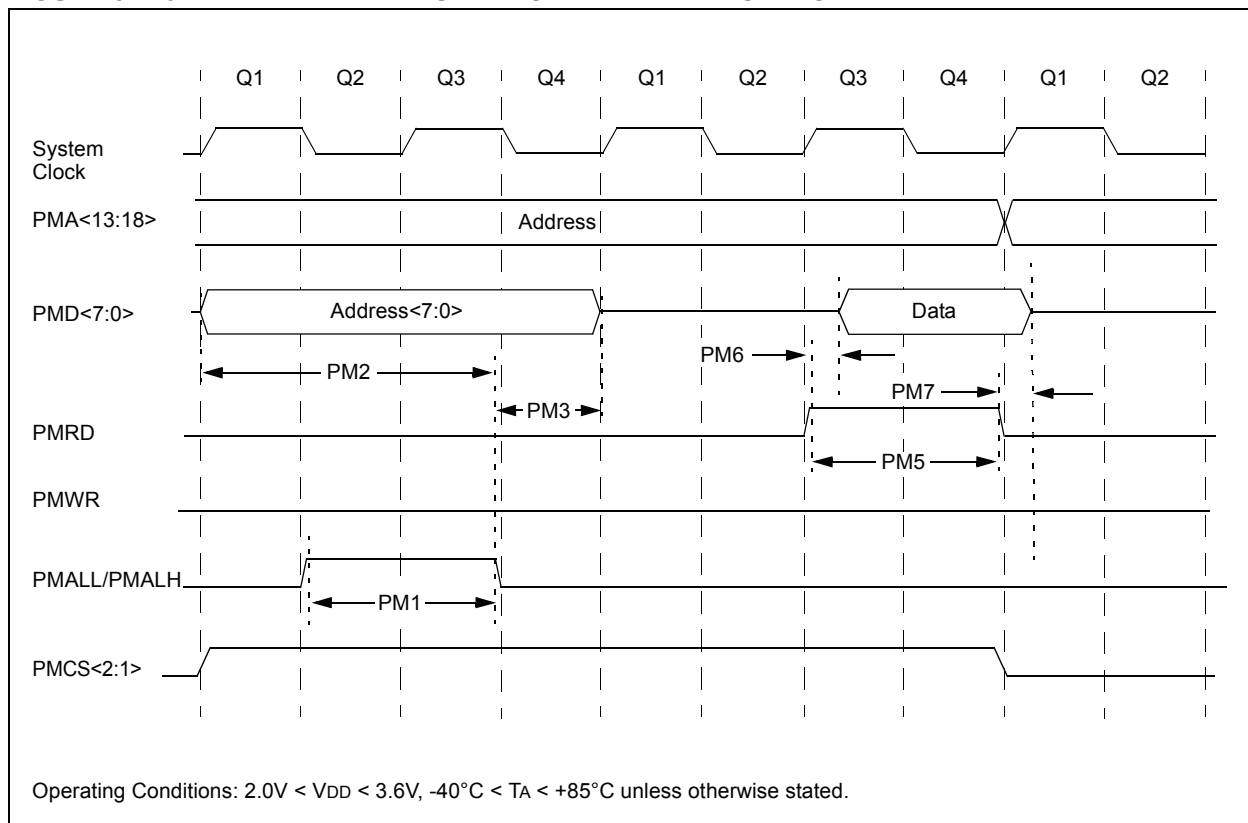 Q1 Q2 Q3 Q4 Q1 Q2 Q3 Q4 Q1 Q2
System
Clock
PMA<13:18>
Address
PMD<7:0>
Address<7:0>
Data
PM6
PM2
PM7
PM3
PMRD
PM5
PMWR
PMALL/PMALH
PM1
PMCS<2:1>
Operating Conditions: 2.0V < VDD < 3.6V, -40°C < TA < +85°C unless otherwise stated.